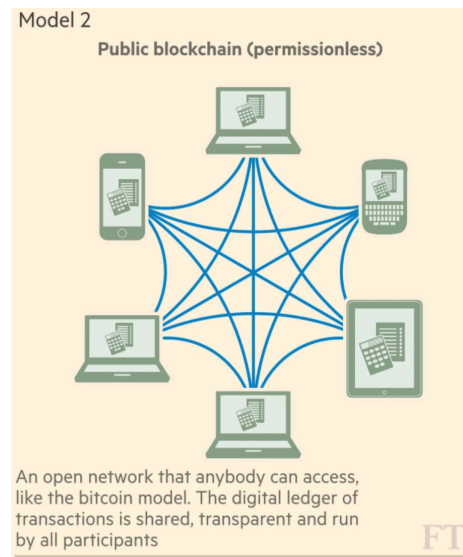 Model 2
Public blockchain (permissionless)
An open network that anybody can access,
like the bitcoin model. The digital ledger of
transactions is shared, transparent and run
by all participants
FT